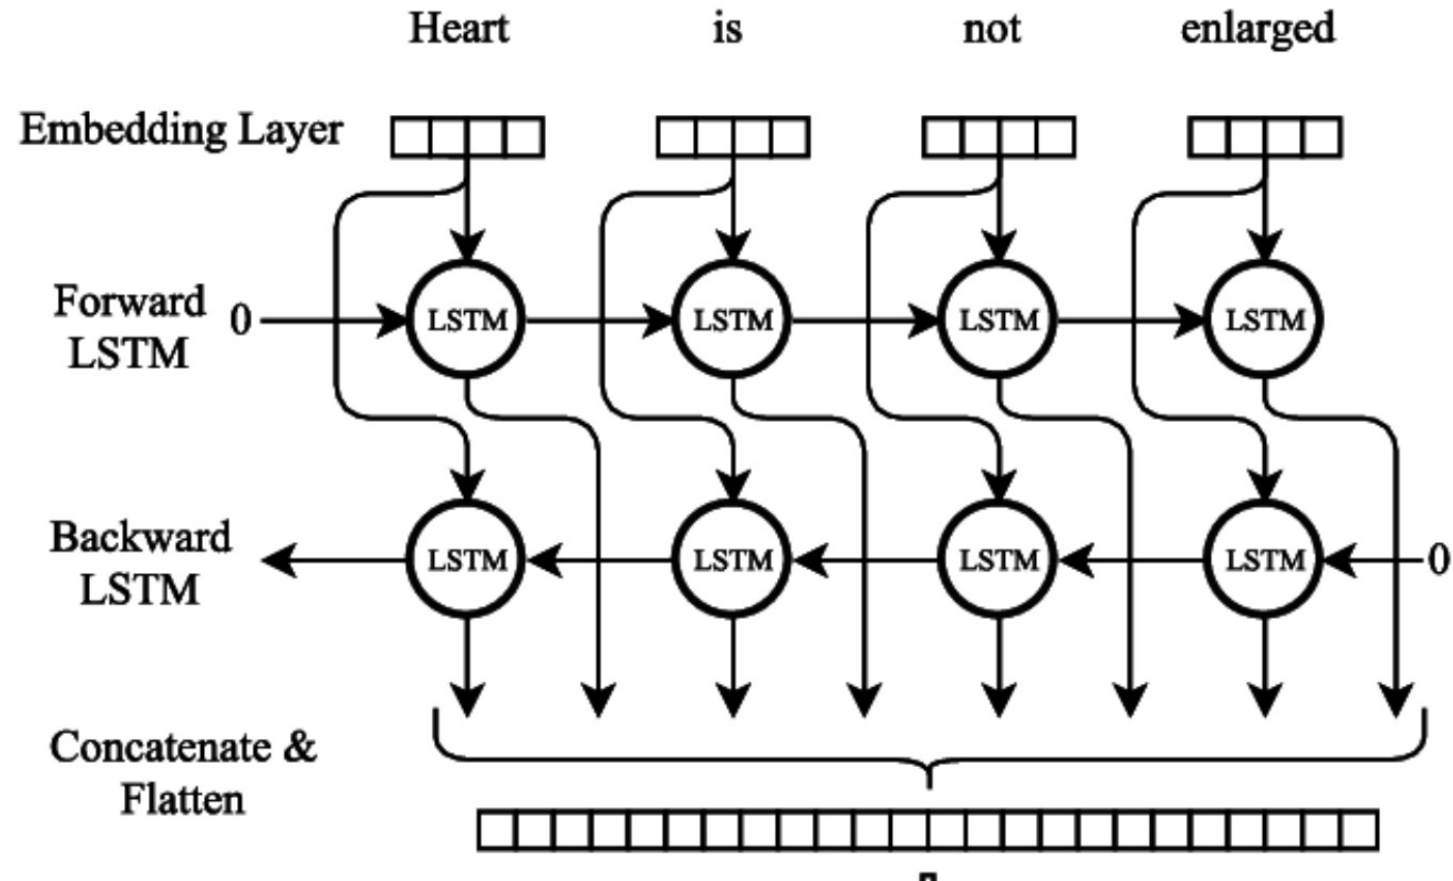 Heart is not enlarged
Embedding Layer
Forward
LSTM
0
LSTM LSTM LSTM LSTM
Backward
LSTM
LSTM LSTM LSTM LSTM
0
Concatenate &
Flatten